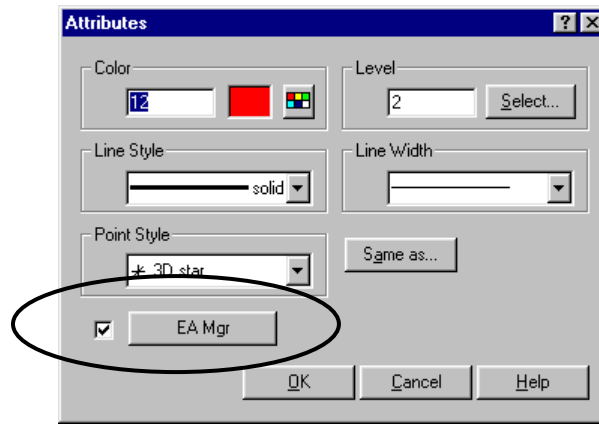 Attributes
Color
12
Level
2
Select...
Line Style
solid
Line Width
Point Style
3D star
Same as...
EA Mgr
OK
Cancel
Help